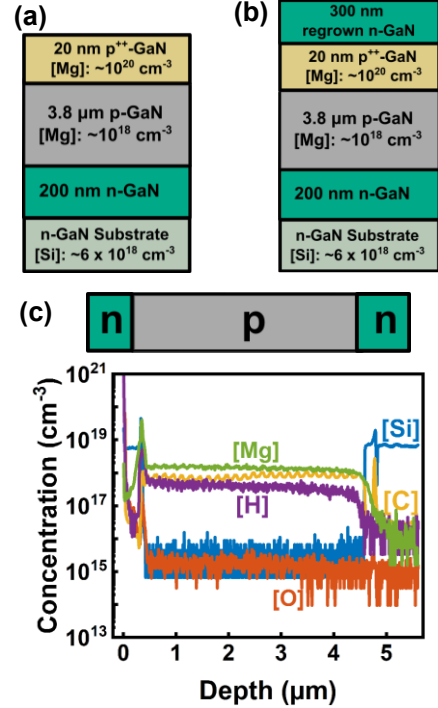 (a)
20 nm p⁺⁺-GaN
[Mg]: ~10²⁰ cm⁻³
3.8 μm p-GaN
[Mg]: ~10¹⁸ cm⁻³
200 nm n-GaN
n-GaN Substrate
[Si]: ~6 x 10¹⁸ cm⁻³
(b)
300 nm
regrown n-GaN
20 nm p⁺⁺-GaN
[Mg]: ~10²⁰ cm⁻³
3.8 μm p-GaN
[Mg]: ~10¹⁸ cm⁻³
200 nm n-GaN
n-GaN Substrate
[Si]: ~6 x 10¹⁸ cm⁻³
(c)
n p n
Concentration (cm⁻³)
10²¹
10¹⁹
10¹⁷
10¹⁵
10¹³
[Mg]
[Si]
[H]
[C]
[O]
0 1 2 3 4 5
Depth (μm)